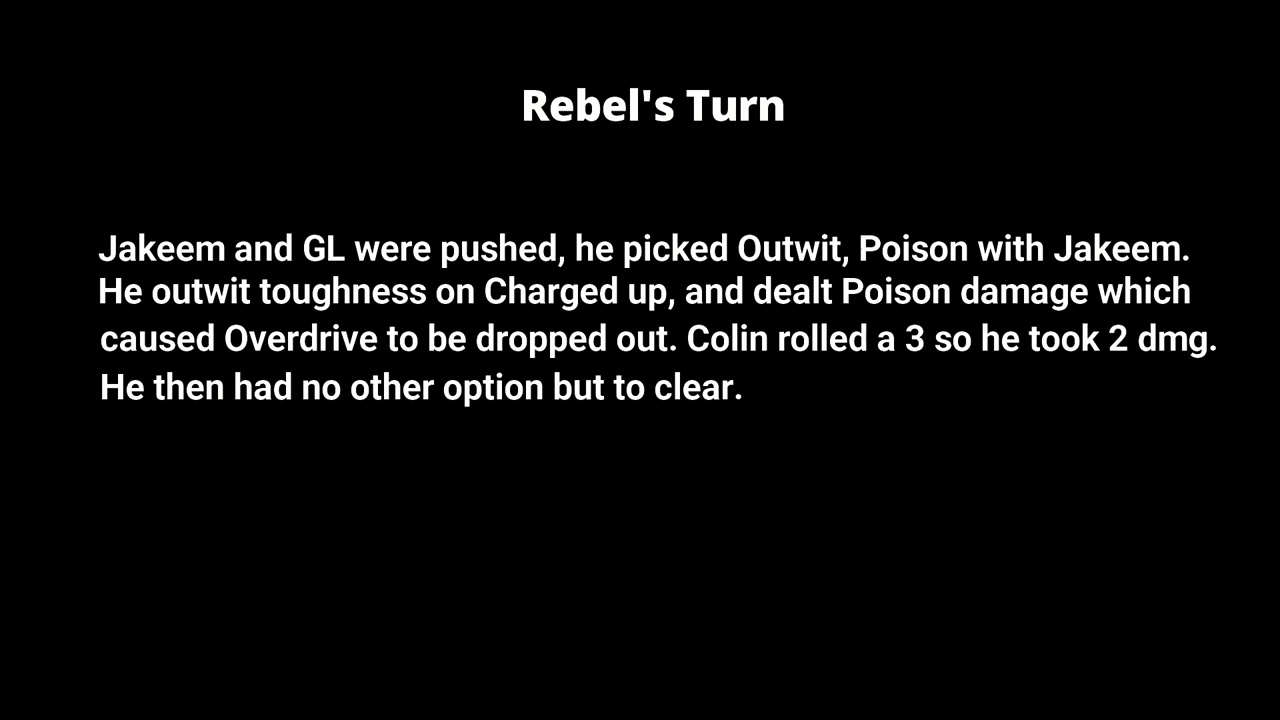 Rebel's Turn
Jakeem and GL were pushed, he picked Outwit, Poison with Jakeem.
He outwit toughness on Charged up, and dealt Poison damage which
caused Overdrive to be dropped out. Colin rolled a 3 so he took 2 dmg.
He then had no other option but to clear.